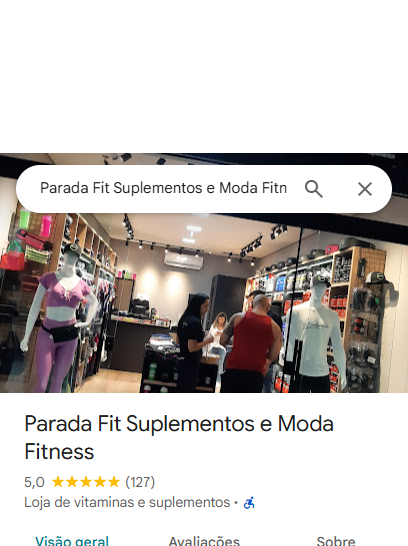 Parada Fit Suplementos e Moda Fitn
Parada Fit Suplementos e Moda
Fitness
5,0 (127)
Loja de vitaminas e suplementos ·
Visão geral Avaliações Sobre